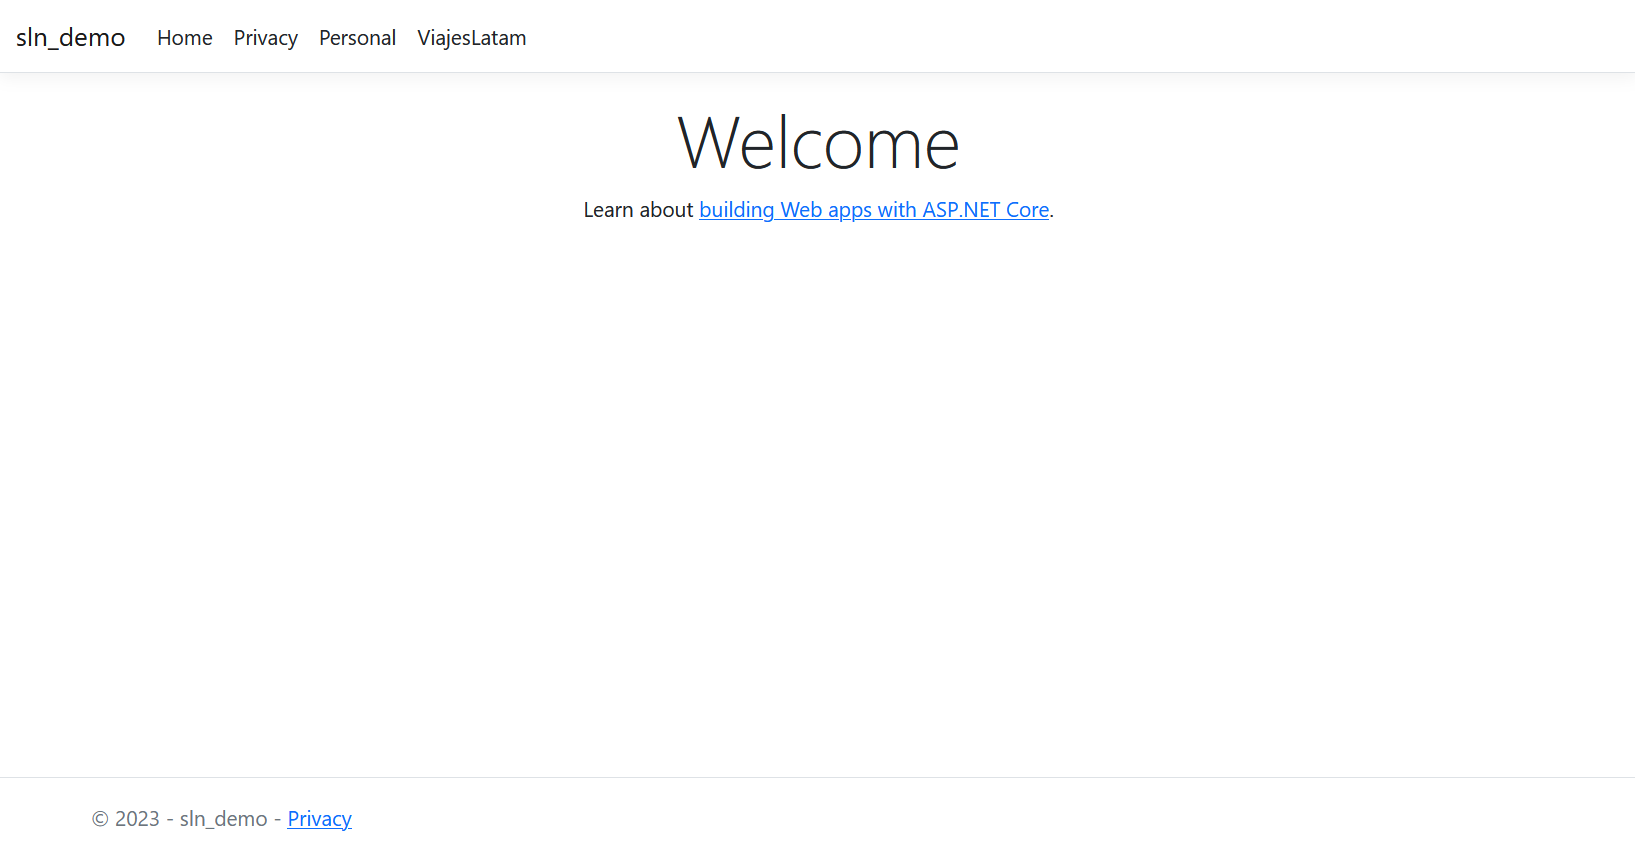 sln_demo Home Privacy Personal ViajesLatam
Welcome
Learn about building Web apps with ASP.NET Core.
© 2023 - sln_demo - Privacy